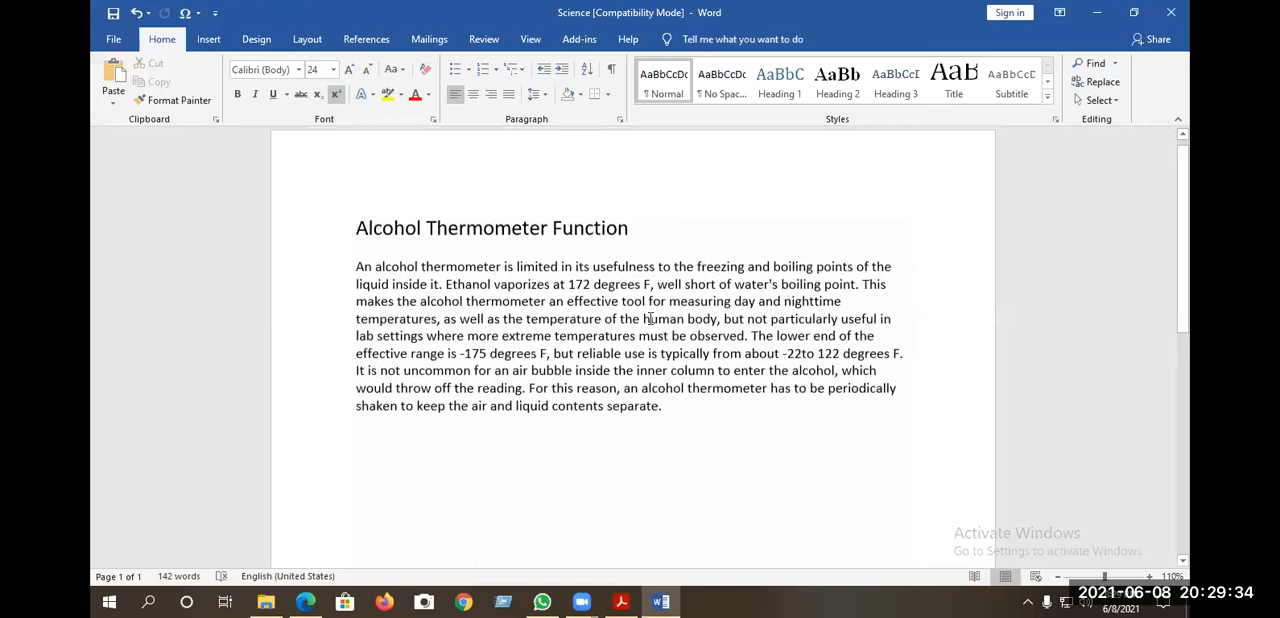 Science [Compatibility Mode] - Word
Sign in
File Home Insert Design Layout References Mailings Review View Add-ins Help Tell me what you want to do Share
Paste
Cut
Copy
Format Painter
Clipboard
Calibri (Body) 24
Font
Paragraph
AaBbCcDc AaBbCcDc AaBbC AaBb AaBbCcI AaB AaBbCcD
¶ Normal ¶ No Spac... Heading 1 Heading 2 Heading 3 Title Subtitle
Styles
Find
Replace
Select
Editing
Alcohol Thermometer Function
An alcohol thermometer is limited in its usefulness to the freezing and boiling points of the
liquid inside it. Ethanol vaporizes at 172 degrees F, well short of water's boiling point. This
makes the alcohol thermometer an effective tool for measuring day and nighttime
temperatures, as well as the temperature of the human body, but not particularly useful in
lab settings where more extreme temperatures must be observed. The lower end of the
effective range is -175 degrees F, but reliable use is typically from about -22to 122 degrees F.
It is not uncommon for an air bubble inside the inner column to enter the alcohol, which
would throw off the reading. For this reason, an alcohol thermometer has to be periodically
shaken to keep the air and liquid contents separate.
Activate Windows
Go to Settings to activate Windows.
Page 1 of 1 142 words English (United States) 110%
2021-06-08 20:29:34
6/8/2021